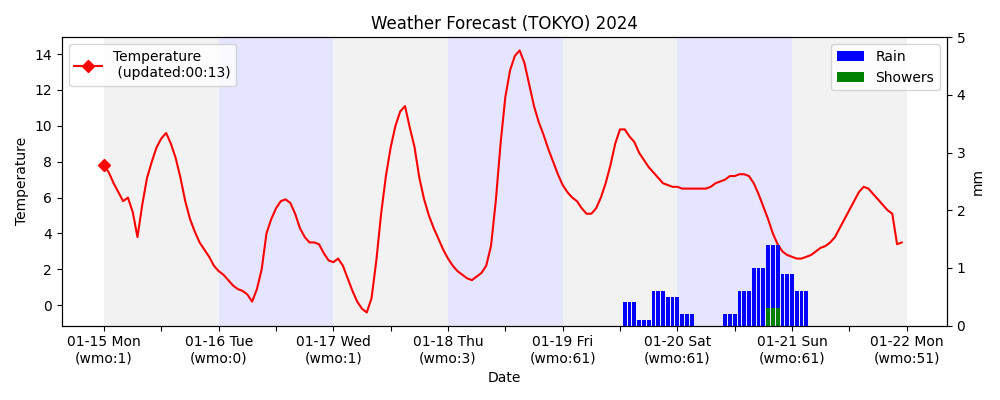 Weather Forecast (TOKYO) 2024
Temperature
(updated:00:13)
Rain
Showers
Temperature
14
12
10
8
6
4
2
0
5
4
3
2
1
0
mm
01-15 Mon
(wmo:1)
01-16 Tue
(wmo:0)
01-17 Wed
(wmo:1)
01-18 Thu
(wmo:3)
01-19 Fri
(wmo:61)
01-20 Sat
(wmo:61)
01-21 Sun
(wmo:61)
01-22 Mon
(wmo:51)
Date